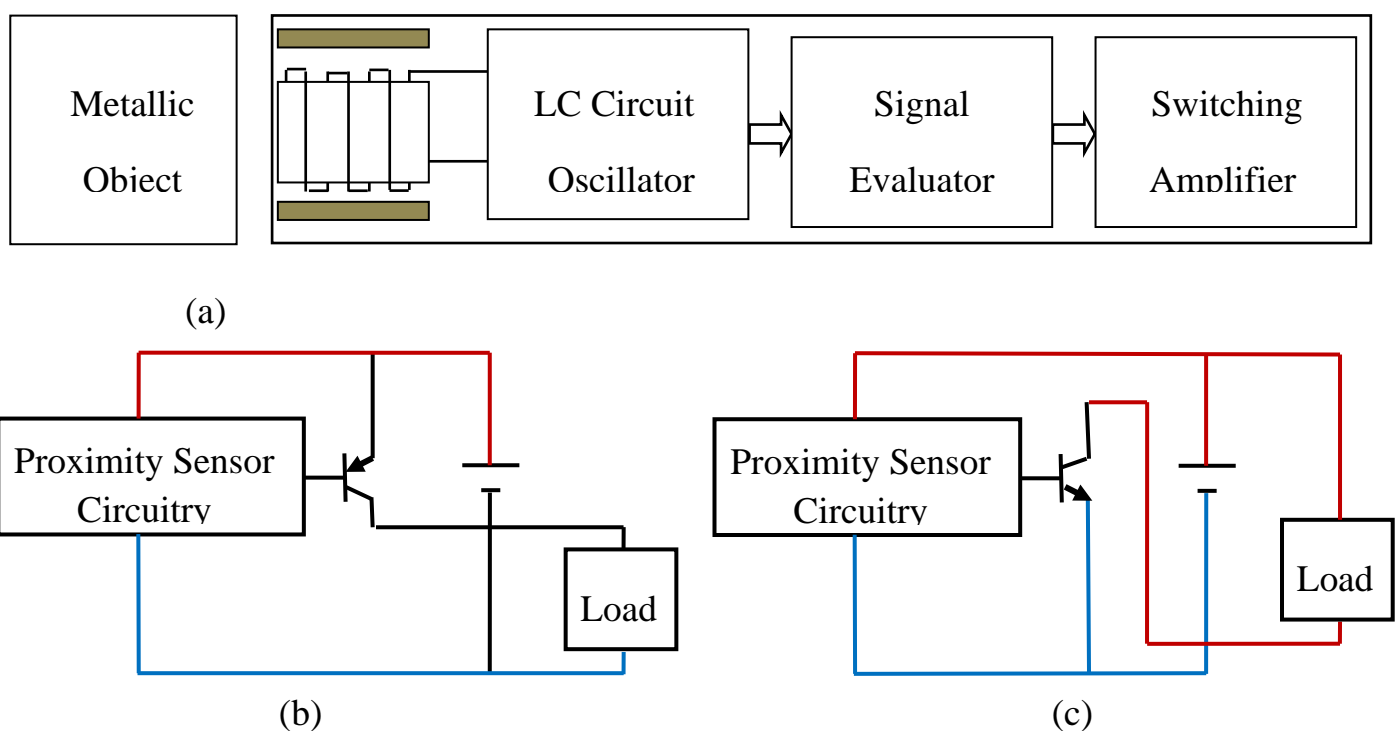 Metallic
Object
LC Circuit
Oscillator
Signal
Evaluator
Switching
Amplifier
(a)
Proximity Sensor
Circuitry
Load
(b)
Proximity Sensor
Circuitry
Load
(c)